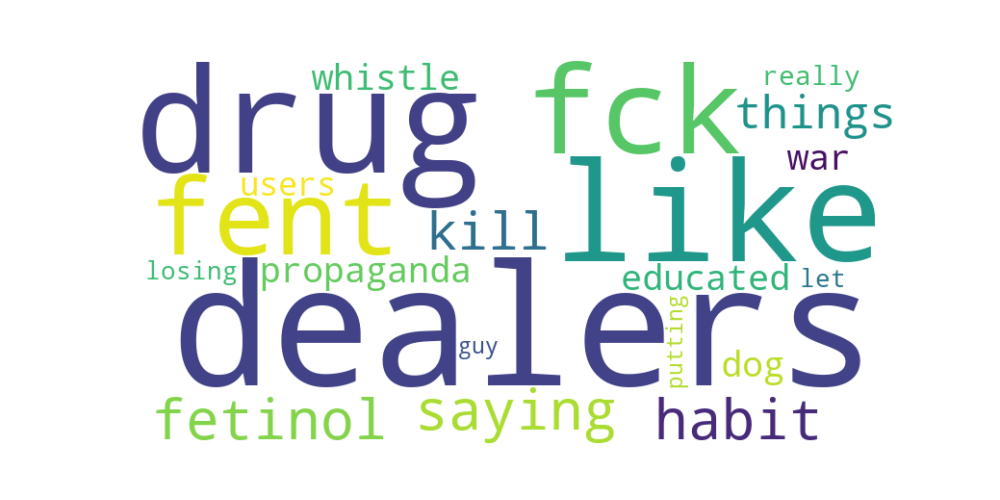 whistle
really
drug
fck
things
war
users
like
fent
kill
losing
propaganda
educated
let
dealers
putting
guy
dog
fetinol
saying
habit